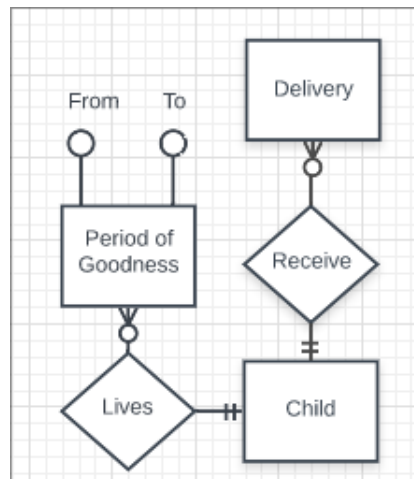 Delivery
From
To
Period of
Goodness
Receive
Lives
Child